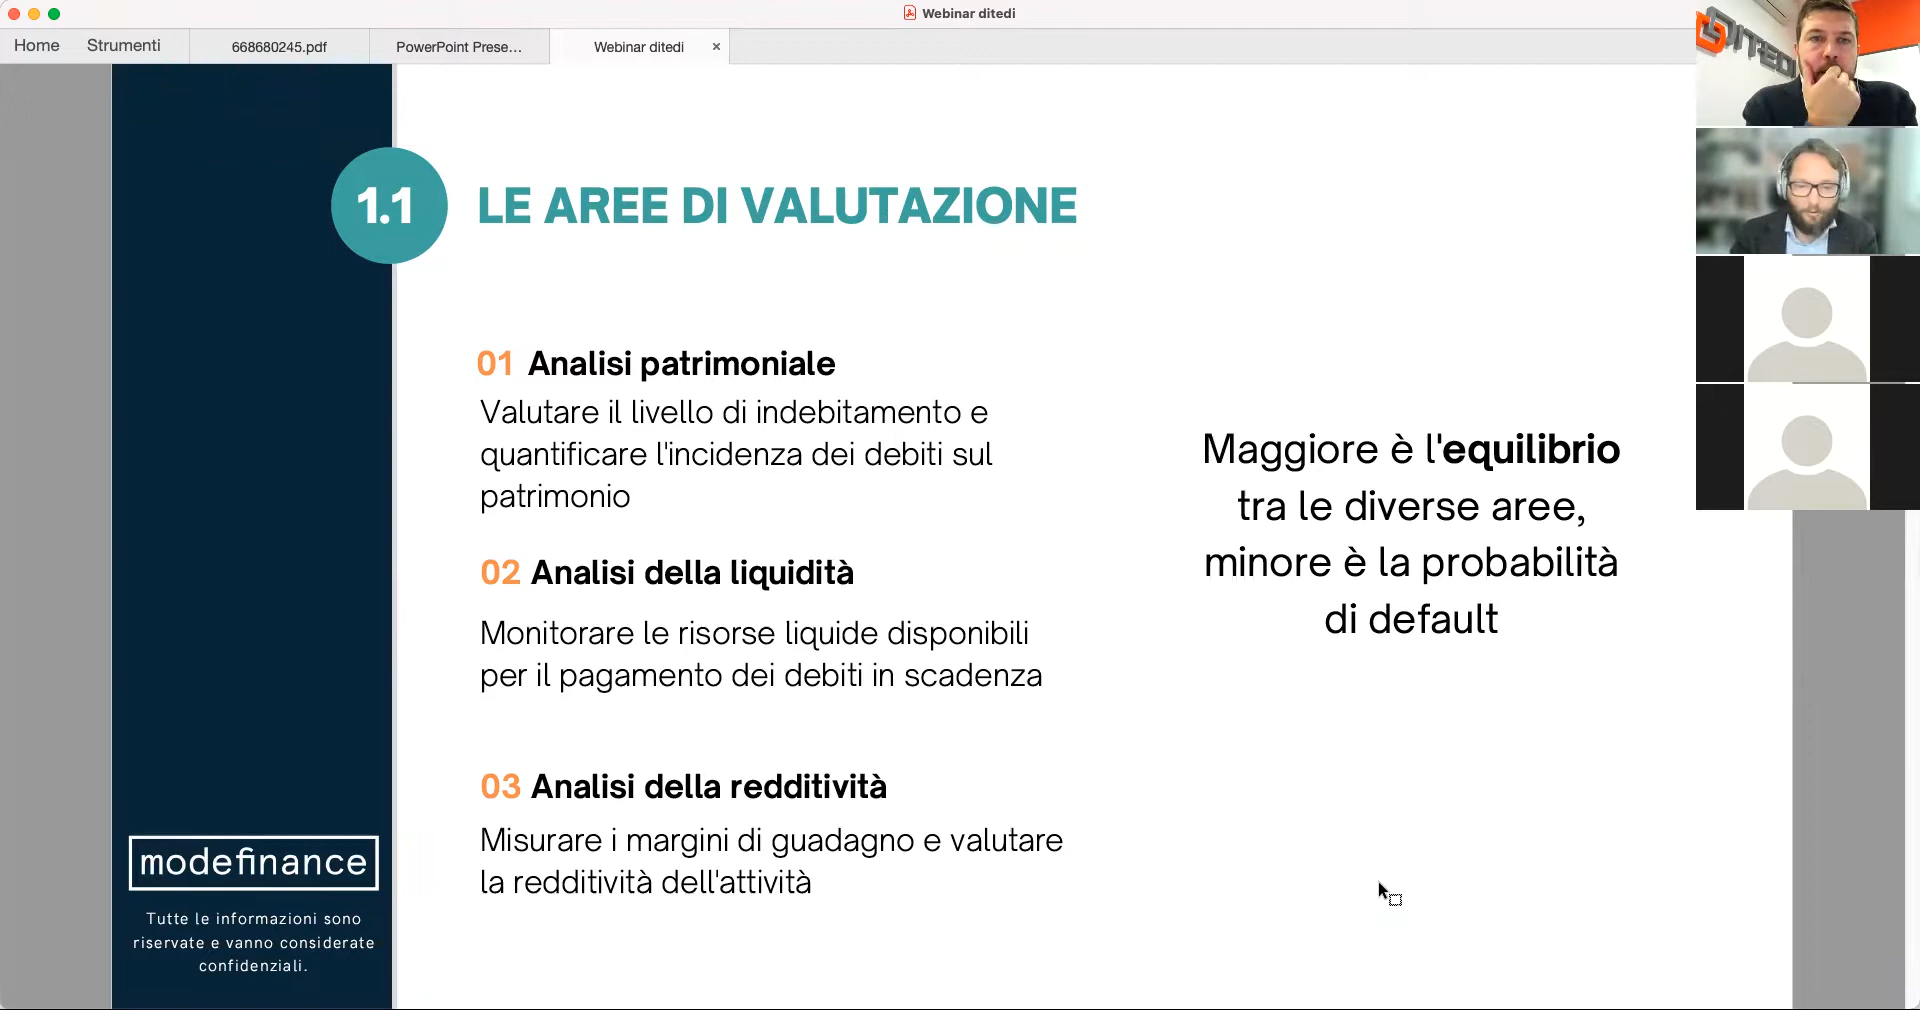 Webinar ditedi
Home
Strumenti
668680245.pdf
PowerPoint Prese...
Webinar ditedi
×
DITEDI
1.1
LE AREE DI VALUTAZIONE
01 Analisi patrimoniale
Valutare il livello di indebitamento e
quantificare l'incidenza dei debiti sul
patrimonio
02 Analisi della liquidità
Monitorare le risorse liquide disponibili
per il pagamento dei debiti in scadenza
03 Analisi della redditività
Misurare i margini di guadagno e valutare
la redditività dell'attività
Maggiore è l'equilibrio
tra le diverse aree,
minore è la probabilità
di default
modefinance
Tutte le informazioni sono
riservate e vanno considerate
confidenziali.